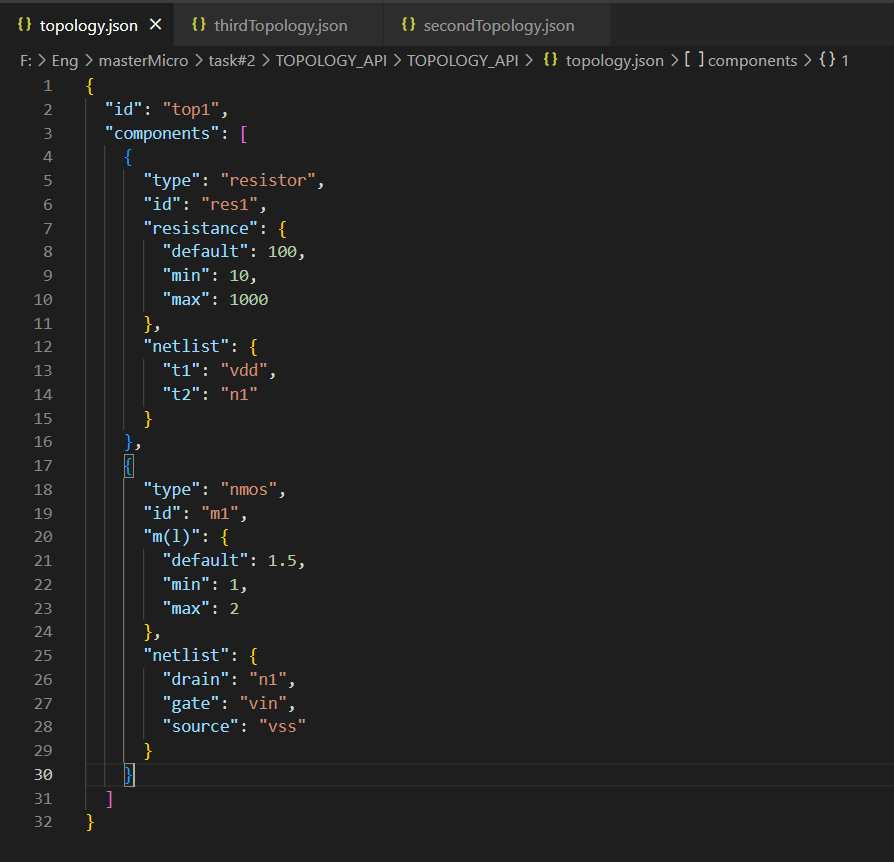 {} topology.json × {} thirdTopology.json {} secondTopology.json
F: > Eng > masterMicro > task#2 > TOPOLOGY_API > TOPOLOGY_API > {} topology.json > [ ] components > {} 1
1 {
2 "id": "top1",
3 "components": [
4 {
5 "type": "resistor",
6 "id": "res1",
7 "resistance": {
8 "default": 100,
9 "min": 10,
10 "max": 1000
11 },
12 "netlist": {
13 "t1": "vdd",
14 "t2": "n1"
15 }
16 },
17 {
18 "type": "nmos",
19 "id": "m1",
20 "m(l)": {
21 "default": 1.5,
22 "min": 1,
23 "max": 2
24 },
25 "netlist": {
26 "drain": "n1",
27 "gate": "vin",
28 "source": "vss"
29 }
30 }
31 ]
32 }